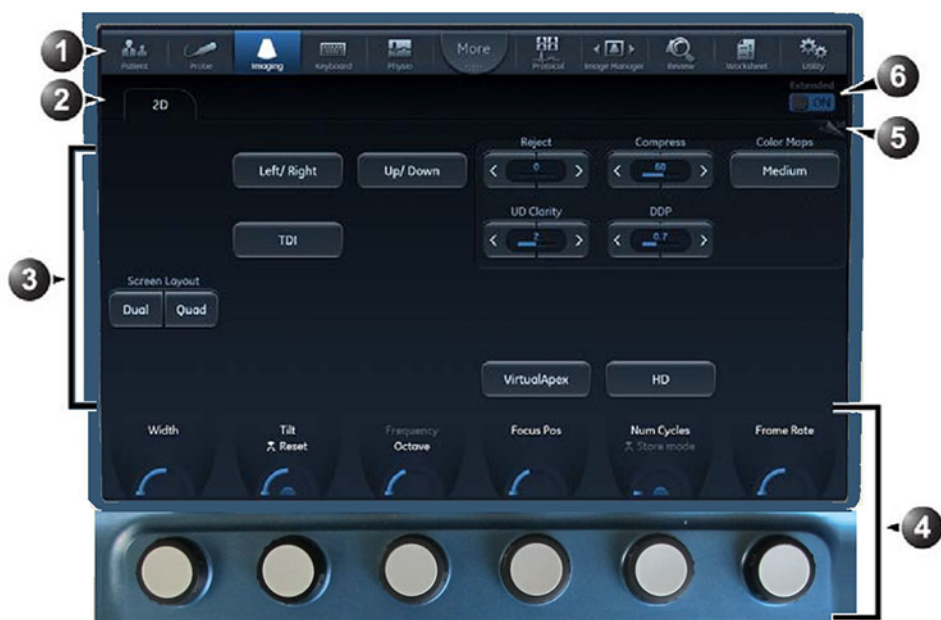 1
Patient Probe Imaging Keyboard Physio More Protocol Image Manager Review Worksheet Utility
2
2D
Extended
ON
6
5
3
Left/ Right
Up/ Down
Reject
0
Compress
60
Color Maps
Medium
TDI
UD Clarity
2
DDP
0.7
Screen Layout
Dual Quad
VirtualApex
HD
4
Width
Tilt
Reset
Frequency
Octave
Focus Pos
Num Cycles
Store mode
Frame Rate